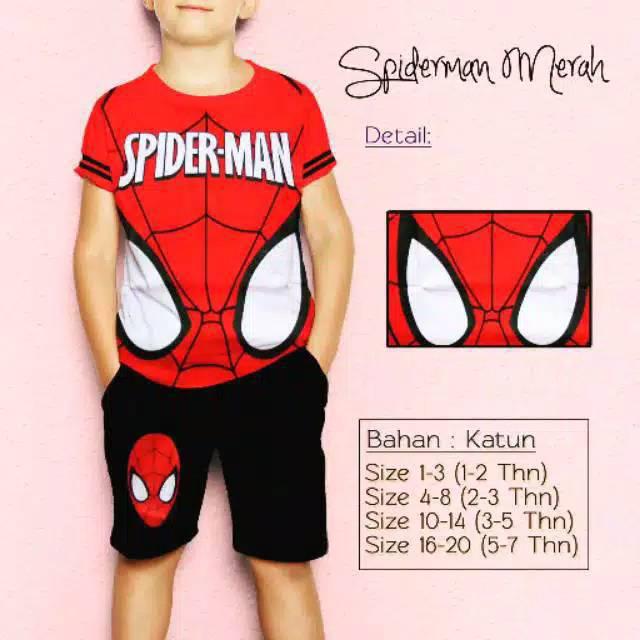 Spiderman Merah
Detail:
SPIDER-MAN
Bahan : Katun
Size 1-3 (1-2 Thn)
Size 4-8 (2-3 Thn)
Size 10-14 (3-5 Thn)
Size 16-20 (5-7 Thn)